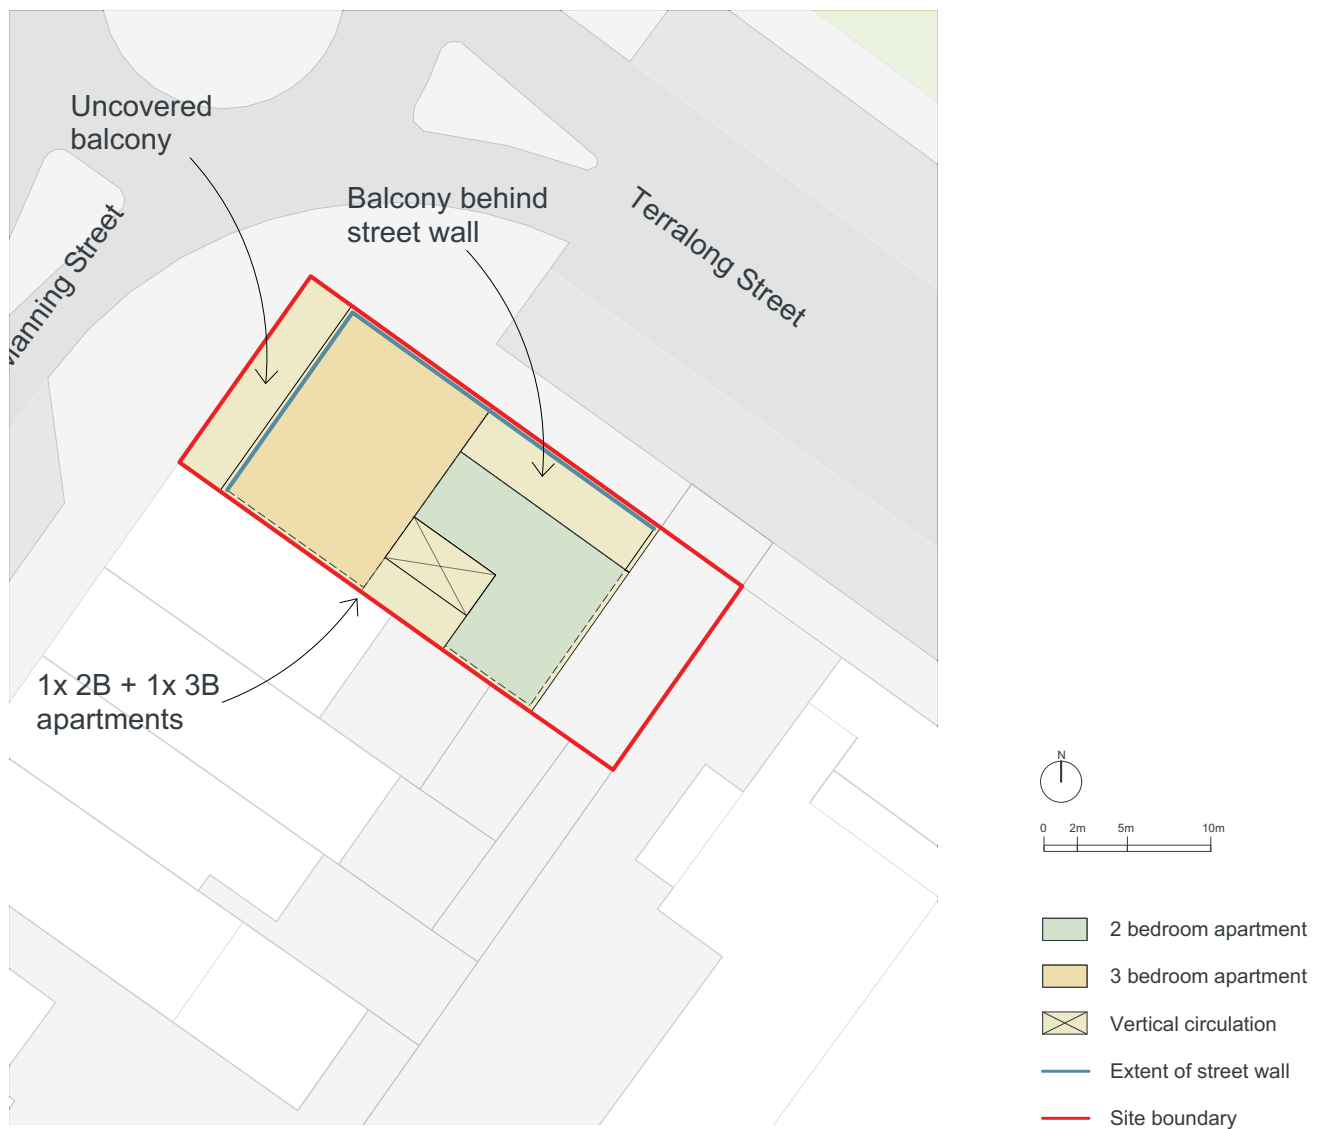 Uncovered
balcony
Balcony behind
street wall
Terralong Street
Manning Street
1x 2B + 1x 3B
apartments
N
0 2m 5m 10m
2 bedroom apartment
3 bedroom apartment
Vertical circulation
Extent of street wall
Site boundary